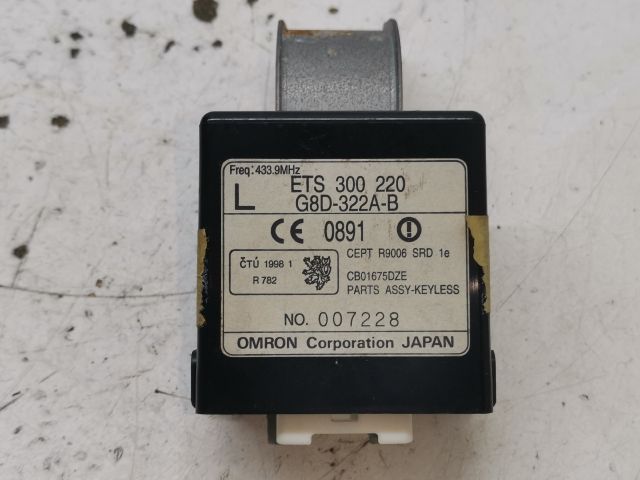 Freq: 433.9MHz
L ETS 300 220
G8D-322A-B
CE 0891
CEPT R9006 SRD 1e
ČTÚ 1998 1
R 782
CB01675DZE
PARTS ASSY-KEYLESS
NO. 007228
OMRON Corporation JAPAN